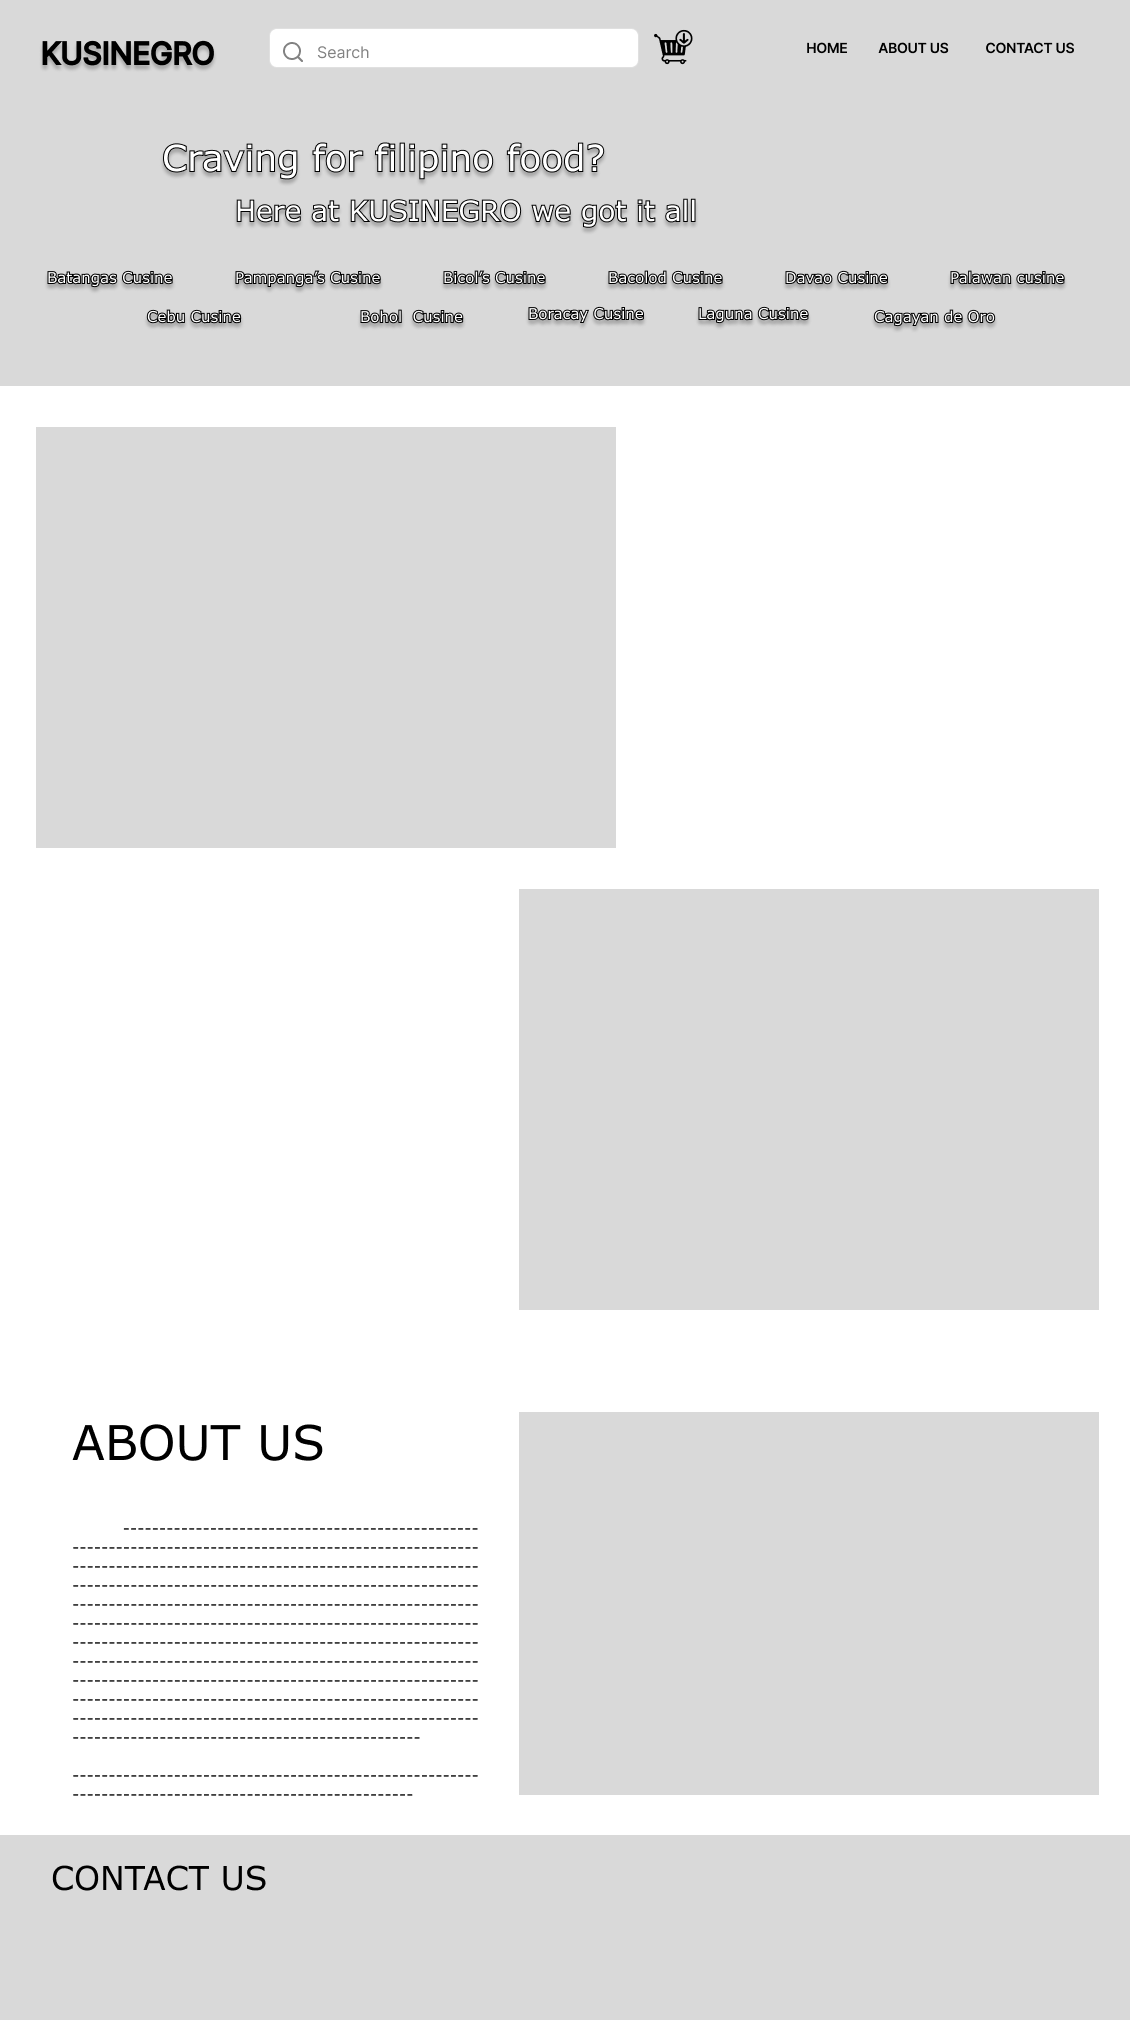 KUSINEGRO
Search
HOME ABOUT US CONTACT US
Craving for filipino food?
Here at KUSINEGRO we got it all
Batangas Cusine Pampanga's Cusine Bicol's Cusine Bacolod Cusine Davao Cusine Palawan cusine
Cebu Cusine Bohol Cusine Boracay Cusine Laguna Cusine Cagayan de Oro
ABOUT US
CONTACT US